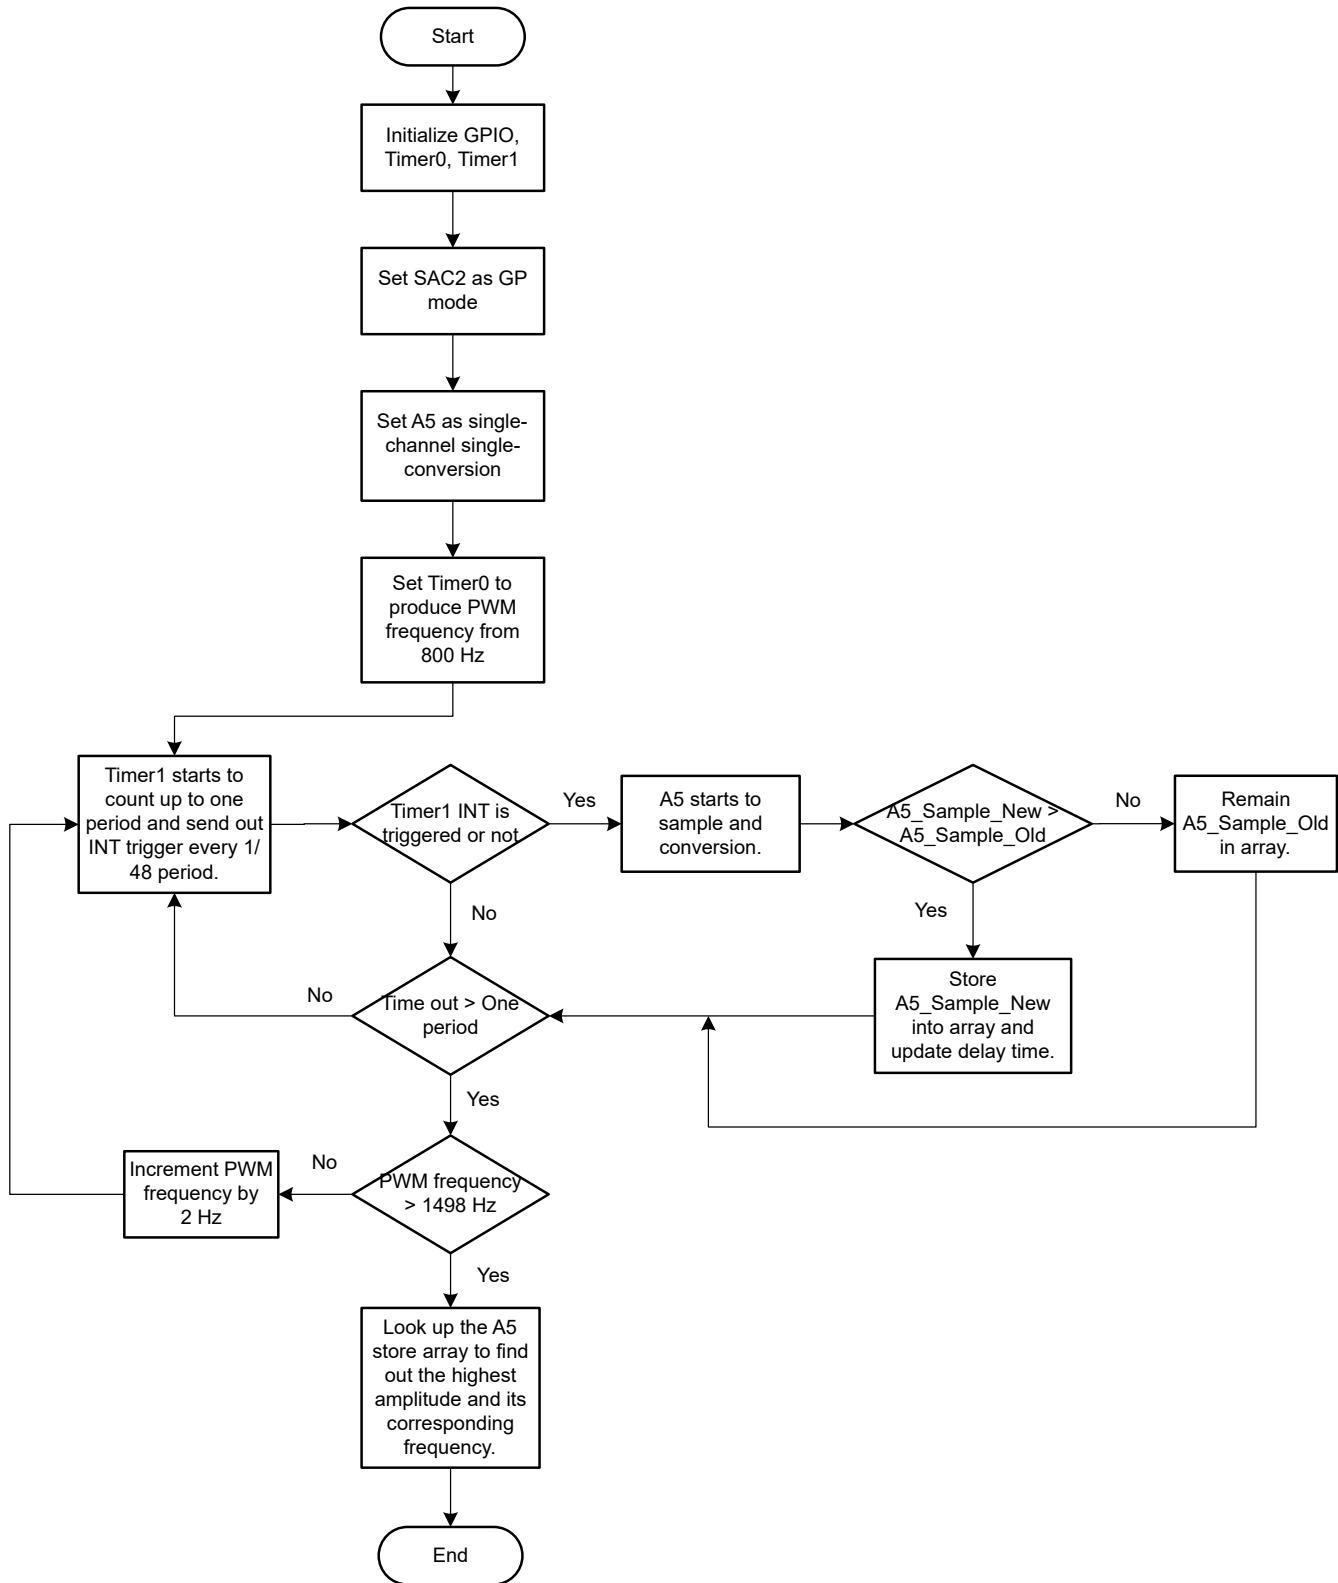 Start
Initialize GPIO,
Timer0, Timer1
Set SAC2 as GP
mode
Set A5 as single-
channel single-
conversion
Set Timer0 to
produce PWM
frequency from
800 Hz
Timer1 starts to
count up to one
period and send out
INT trigger every 1/
48 period.
Timer1 INT is
triggered or not
Yes
A5 starts to
sample and
conversion.
A5_Sample_New >
A5_Sample_Old
No
Remain
A5_Sample_Old
in array.
No
Yes
Store
A5_Sample_New
into array and
update delay time.
No
Time out > One
period
Yes
No
Increment PWM
frequency by
2 Hz
PWM frequency
> 1498 Hz
Yes
Look up the A5
store array to find
out the highest
amplitude and its
corresponding
frequency.
End